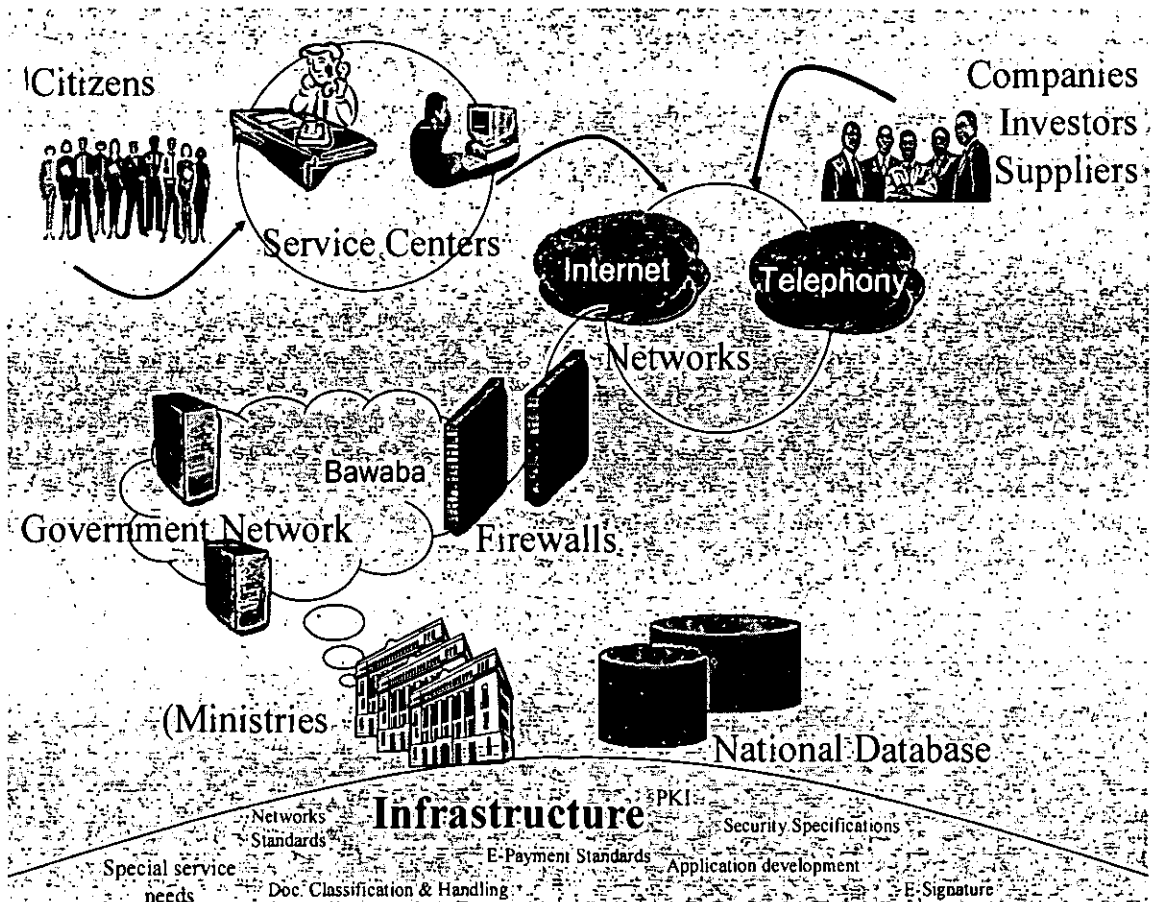 Citizens
Companies
Investors
Suppliers
Service Centers
Internet
Telephony
Networks
Bawaba
Government Network
Firewalls
(Ministries
National Database
Infrastructure
PKI
Networks
Standards
Security Specifications
E-Payment Standards
Application development
Special service
needs
Doc. Classification & Handling
E-Signature